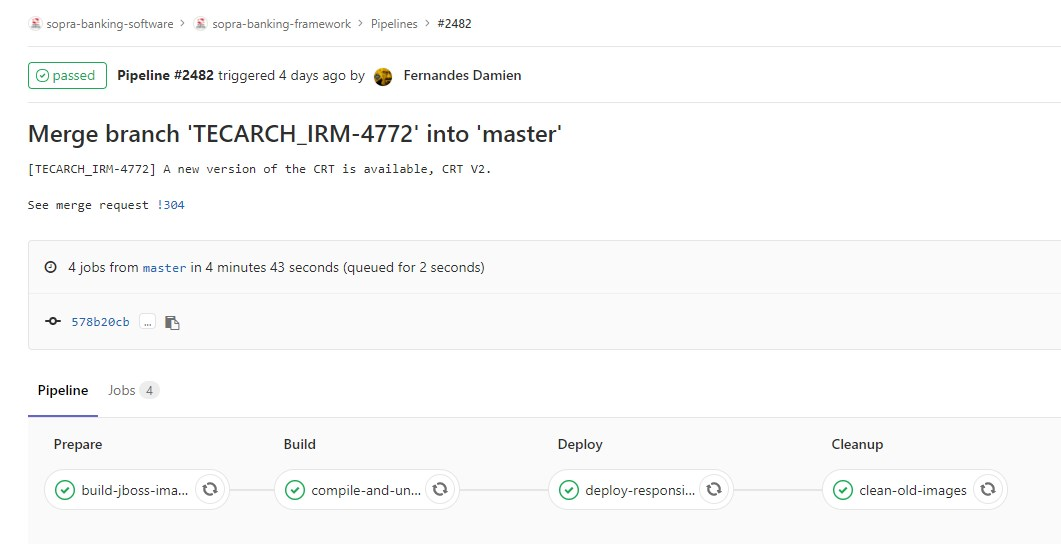 sopra-banking-software > sopra-banking-framework > Pipelines > #2482
passed Pipeline #2482 triggered 4 days ago by Fernandes Damien
Merge branch 'TECARCH_IRM-4772' into 'master'
[TECARCH_IRM-4772] A new version of the CRT is available, CRT V2.
See merge request !304
4 jobs from master in 4 minutes 43 seconds (queued for 2 seconds)
578b20cb ...
Pipeline Jobs 4
Prepare Build Deploy Cleanup
build-jboss-ima... compile-and-un... deploy-responsi... clean-old-images